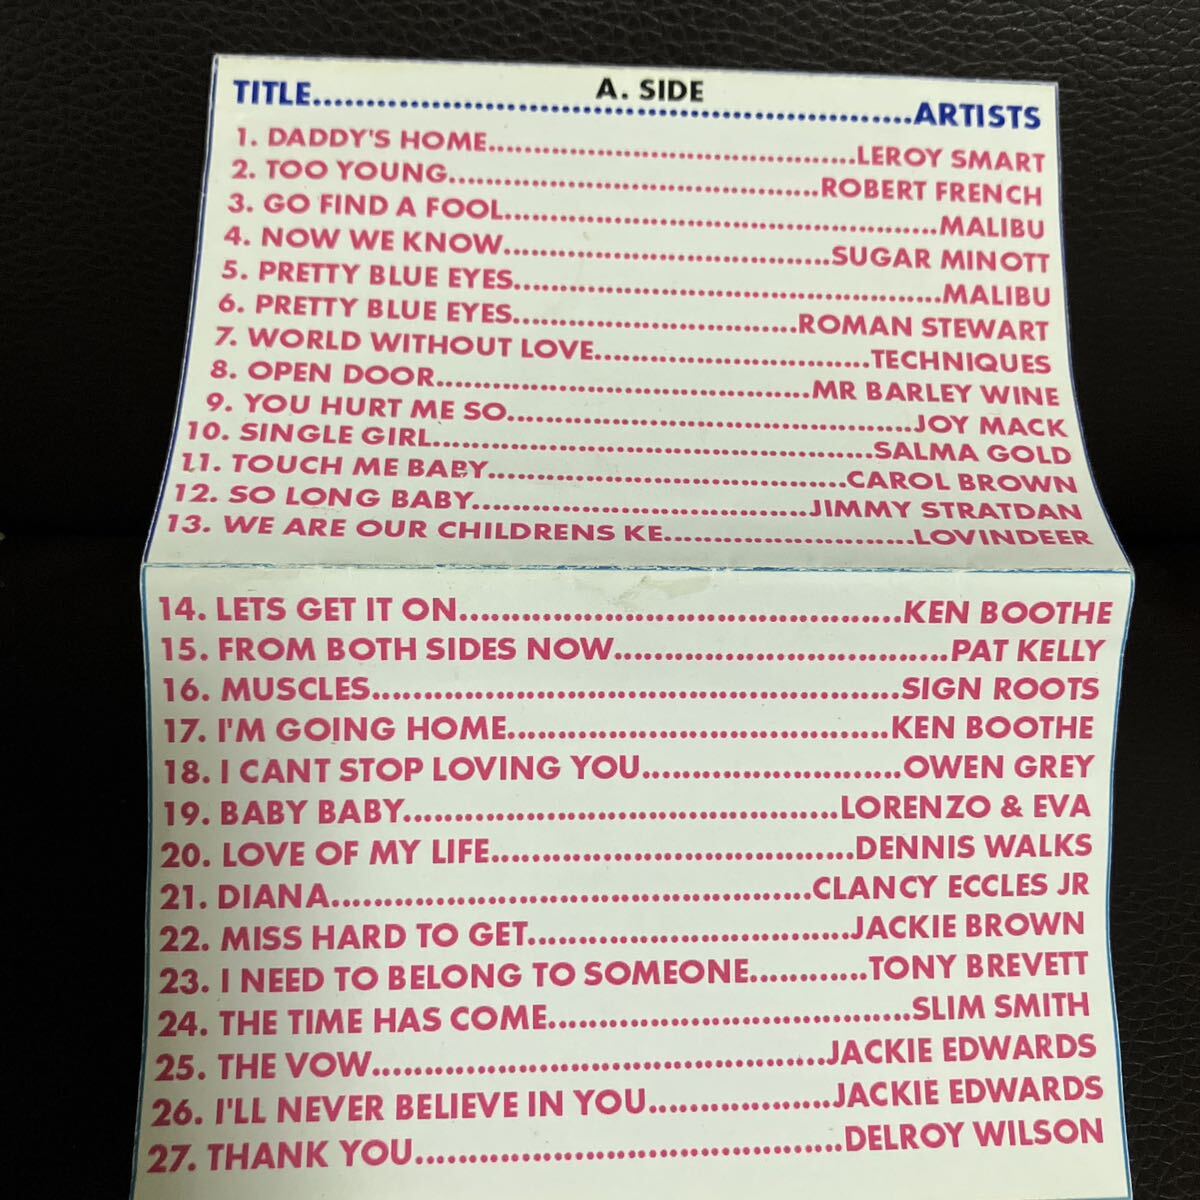 A. SIDE
TITLE........................................................ARTISTS
1. DADDY'S HOME........................................LEROY SMART
2. TOO YOUNG........................................ROBERT FRENCH
3. GO FIND A FOOL...............................................MALIBU
4. NOW WE KNOW...................................SUGAR MINOTT
5. PRETTY BLUE EYES..............................................MALIBU
6. PRETTY BLUE EYES..............................ROMAN STEWART
7. WORLD WITHOUT LOVE..............................TECHNIQUES
8. OPEN DOOR........................................MR BARLEY WINE
9. YOU HURT ME SO............................................JOY MACK
10. SINGLE GIRL................................................SALMA GOLD
11. TOUCH ME BABY.......................................CAROL BROWN
12. SO LONG BABY....................................JIMMY STRATDAN
13. WE ARE OUR CHILDRENS KE...........................LOVINDEER
14. LETS GET IT ON...........................................KEN BOOTHE
15. FROM BOTH SIDES NOW................................PAT KELLY
16. MUSCLES...................................................SIGN ROOTS
17. I'M GOING HOME.....................................KEN BOOTHE
18. I CANT STOP LOVING YOU.........................OWEN GREY
19. BABY BABY..........................................LORENZO & EVA
20. LOVE OF MY LIFE...................................DENNIS WALKS
21. DIANA..............................................CLANCY ECCLES JR
22. MISS HARD TO GET...............................JACKIE BROWN
23. I NEED TO BELONG TO SOMEONE...........TONY BREVETT
24. THE TIME HAS COME...................................SLIM SMITH
25. THE VOW............................................JACKIE EDWARDS
26. I'LL NEVER BELIEVE IN YOU..................JACKIE EDWARDS
27. THANK YOU.........................................DELROY WILSON